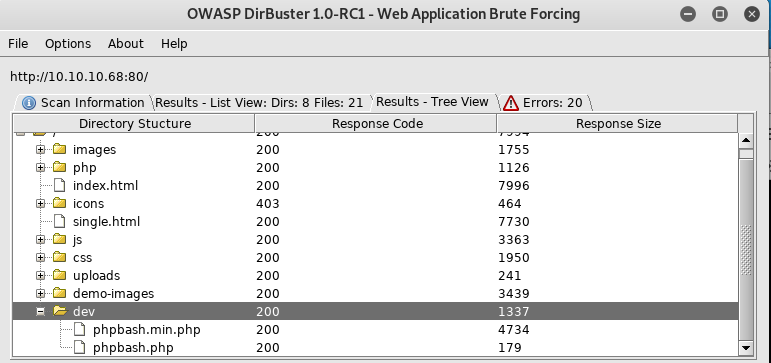 OWASP DirBuster 1.0-RC1 - Web Application Brute Forcing
File Options About Help
http://10.10.10.68:80/
Scan Information Results - List View: Dirs: 8 Files: 21 Results - Tree View Errors: 20
Directory Stucture Response Code Response Size
/ 200 7994
images 200 1755
php 200 1126
index.html 200 7996
icons 403 464
single.html 200 7730
js 200 3363
css 200 1950
uploads 200 241
demo-images 200 3439
dev 200 1337
phpbash.min.php 200 4734
phpbash.php 200 179